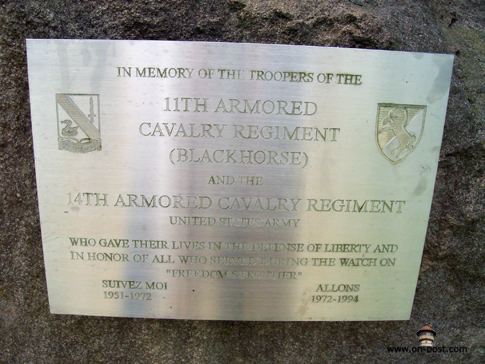 IN MEMORY OF THE TROOPERS OF THE
11TH ARMORED
CAVALRY REGIMENT
(BLACKHORSE)
AND THE
14TH ARMORED CAVALRY REGIMENT
UNITED STATES ARMY
WHO GAVE THEIR LIVES IN THE DEFENSE OF LIBERTY AND
IN HONOR OF ALL WHO SERVED DURING THE WATCH ON
"FREEDOM'S FRONTIER"
SUIVEZ MOI
1951-1972
ALLONS
1972-1994
www.on-post.com